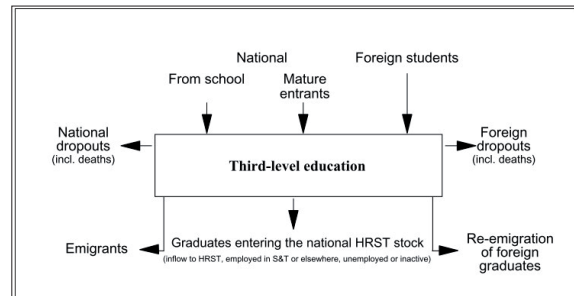 National
Foreign students
From school
Mature
entrants
National
dropouts
(incl. deaths)
Third-level education
Foreign
dropouts
(incl. deaths)
Emigrants
Graduates entering the national HRST stock
(inflow to HRST, employed in S&T or elsewhere, unemployed or inactive)
Re-emigration
of foreign
graduates